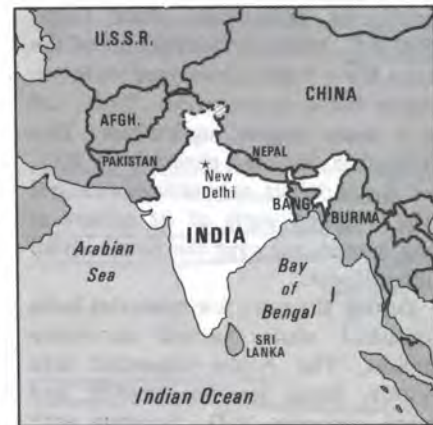 U.S.S.R.
CHINA
AFGH.
PAKISTAN
NEPAL
New
Delhi
BANG.
BURMA
INDIA
Arabian
Sea
Bay
of
Bengal
SRI
LANKA
Indian Ocean